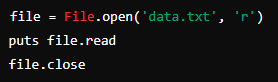 file = File.open('data.txt', 'r')
puts file.read
file.close